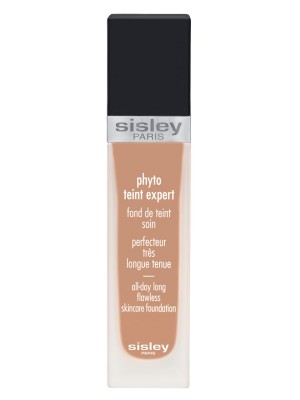 sisley
PARIS
phyto
teint expert
fond de teint
soin
perfecteur
très
longue tenue
all-day long
flawless
skincare foundation
sisley
PARIS